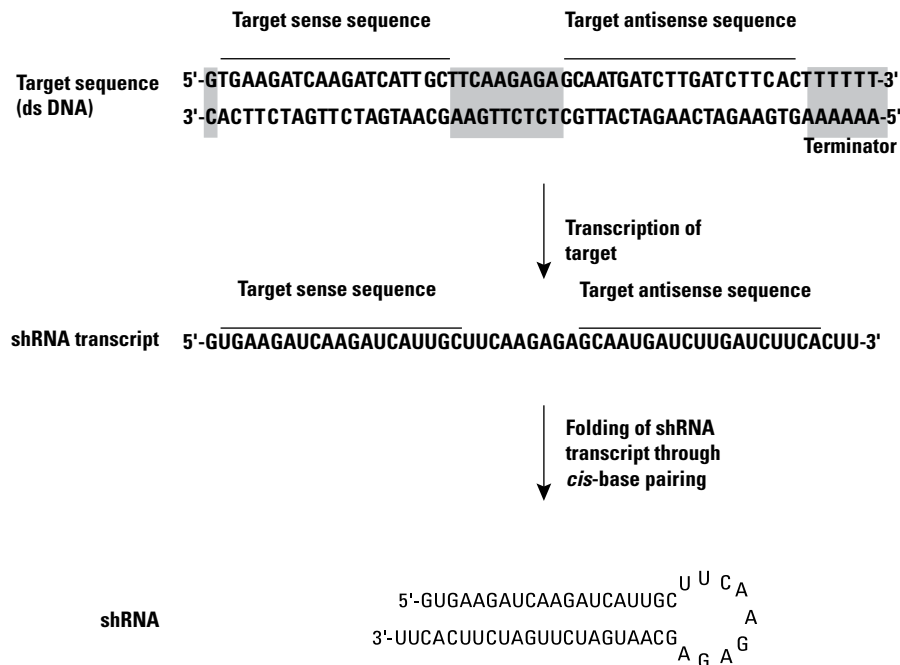 Target sense sequence Target antisense sequence
Target sequence
(ds DNA)
5'-GTGAAGATCAAGATCATTGCTTCAAGAGAGCAATGATCTTGATCTTCACTTTTTT-3'
3'-CACTTCTAGTTCTAGTAACGAAGTTCTCTCGTTACTAGAACTAGAAGTGAAAAAA-5'
Terminator
Transcription of
target
Target sense sequence Target antisense sequence
shRNA transcript 5'-GUGAAGAUCAAGAUCAUUGCUUCAAGAGAGCAAUGAUCUUGAUCUUCACUU-3'
Folding of shRNA
transcript through
cis-base pairing
shRNA
5'-GUGAAGAUCAAGAUCAUUGC U U C A A G A G A
3'-UUCACUUCUAGUUCUAGUAACG